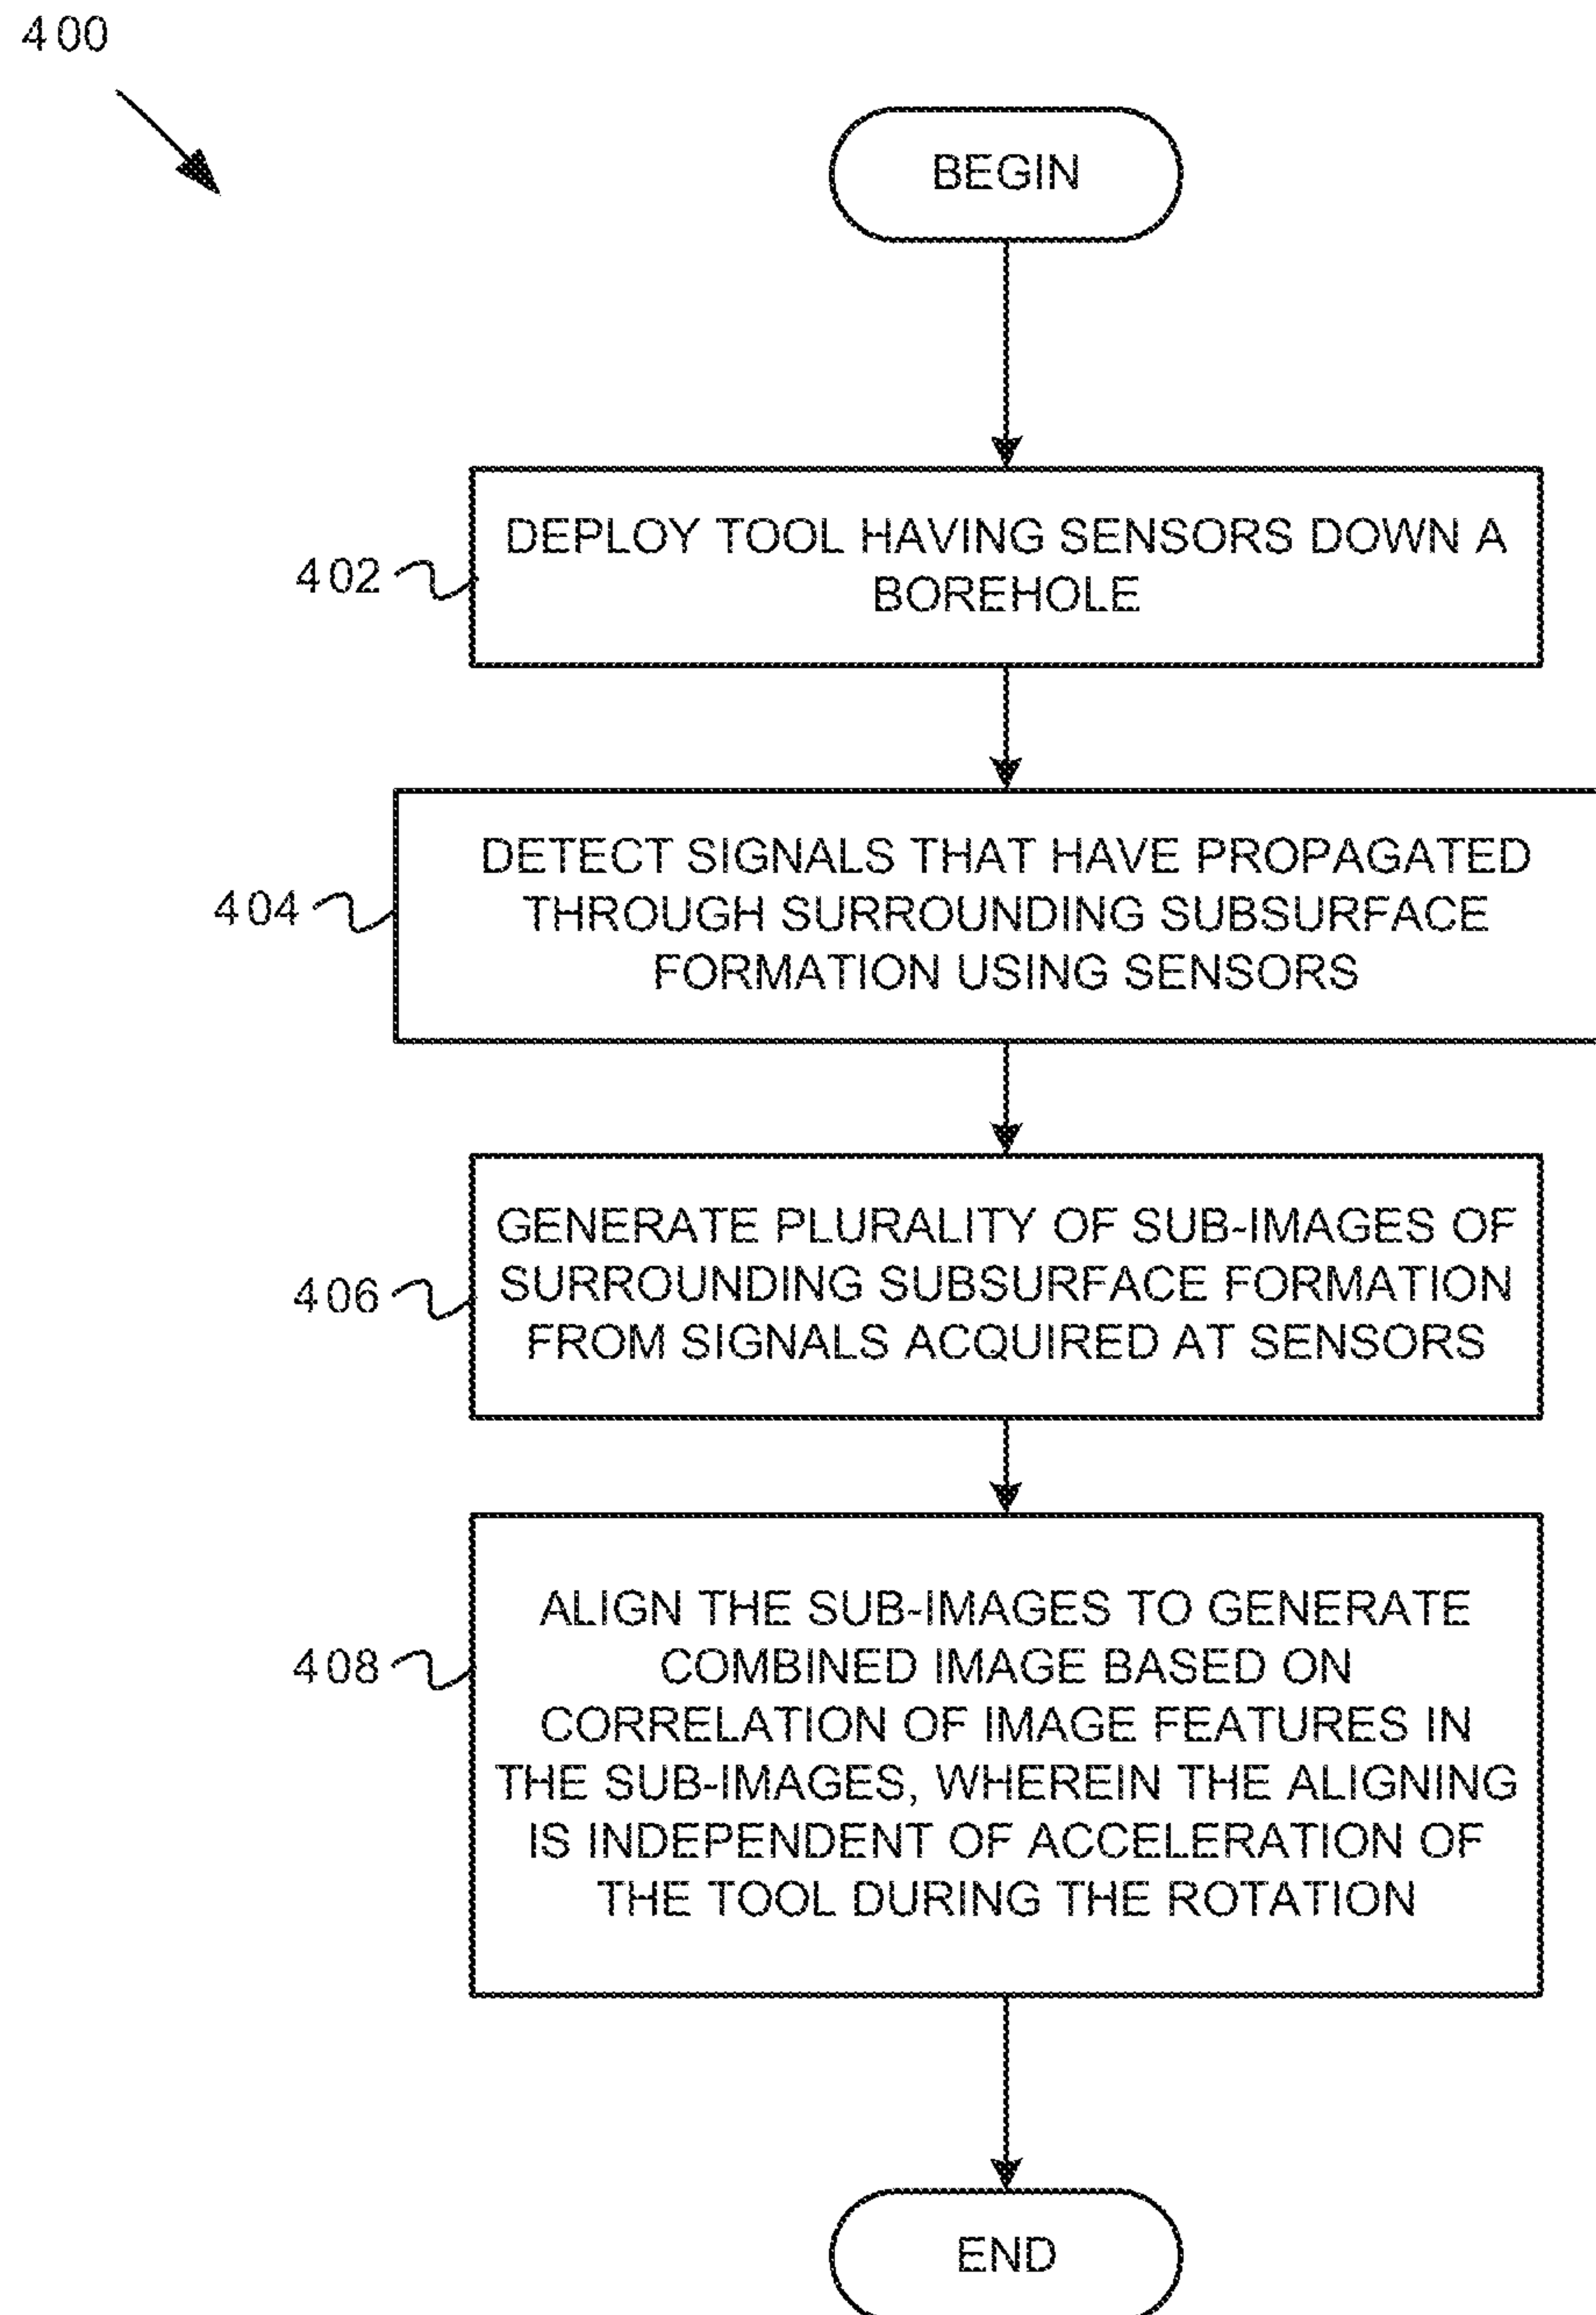 400
BEGIN
402
DEPLOY TOOL HAVING SENSORS DOWN A
BOREHOLE
404
DETECT SIGNALS THAT HAVE PROPAGATED
THROUGH SURROUNDING SUBSURFACE
FORMATION USING SENSORS
406
GENERATE PLURALITY OF SUB-IMAGES OF
SURROUNDING SUBSURFACE FORMATION
FROM SIGNALS ACQUIRED AT SENSORS
408
ALIGN THE SUB-IMAGES TO GENERATE
COMBINED IMAGE BASED ON
CORRELATION OF IMAGE FEATURES IN
THE SUB-IMAGES, WHEREIN THE ALIGNING
IS INDEPENDENT OF ACCELERATION OF
THE TOOL DURING THE ROTATION
END